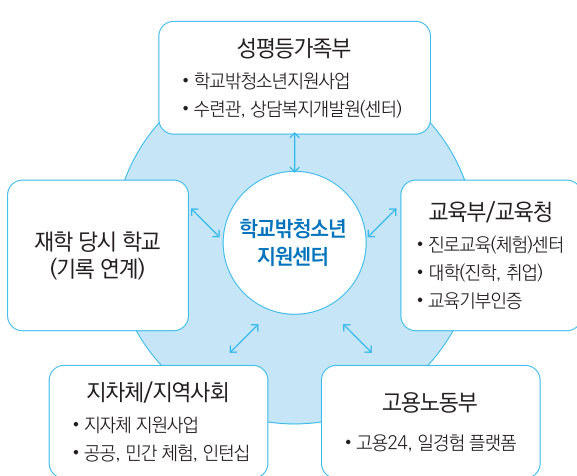 성평등가족부
• 학교밖청소년지원사업
• 수련관, 상담복지개발원(센터)
재학 당시 학교
(기록 연계)
학교밖청소년
지원센터
교육부/교육청
• 진로교육(체험)센터
• 대학(진학, 취업)
• 교육기부인증
지차체/지역사회
• 지자체 지원사업
• 공공, 민간 체험, 인턴십
고용노동부
• 고용24, 일경험 플랫폼